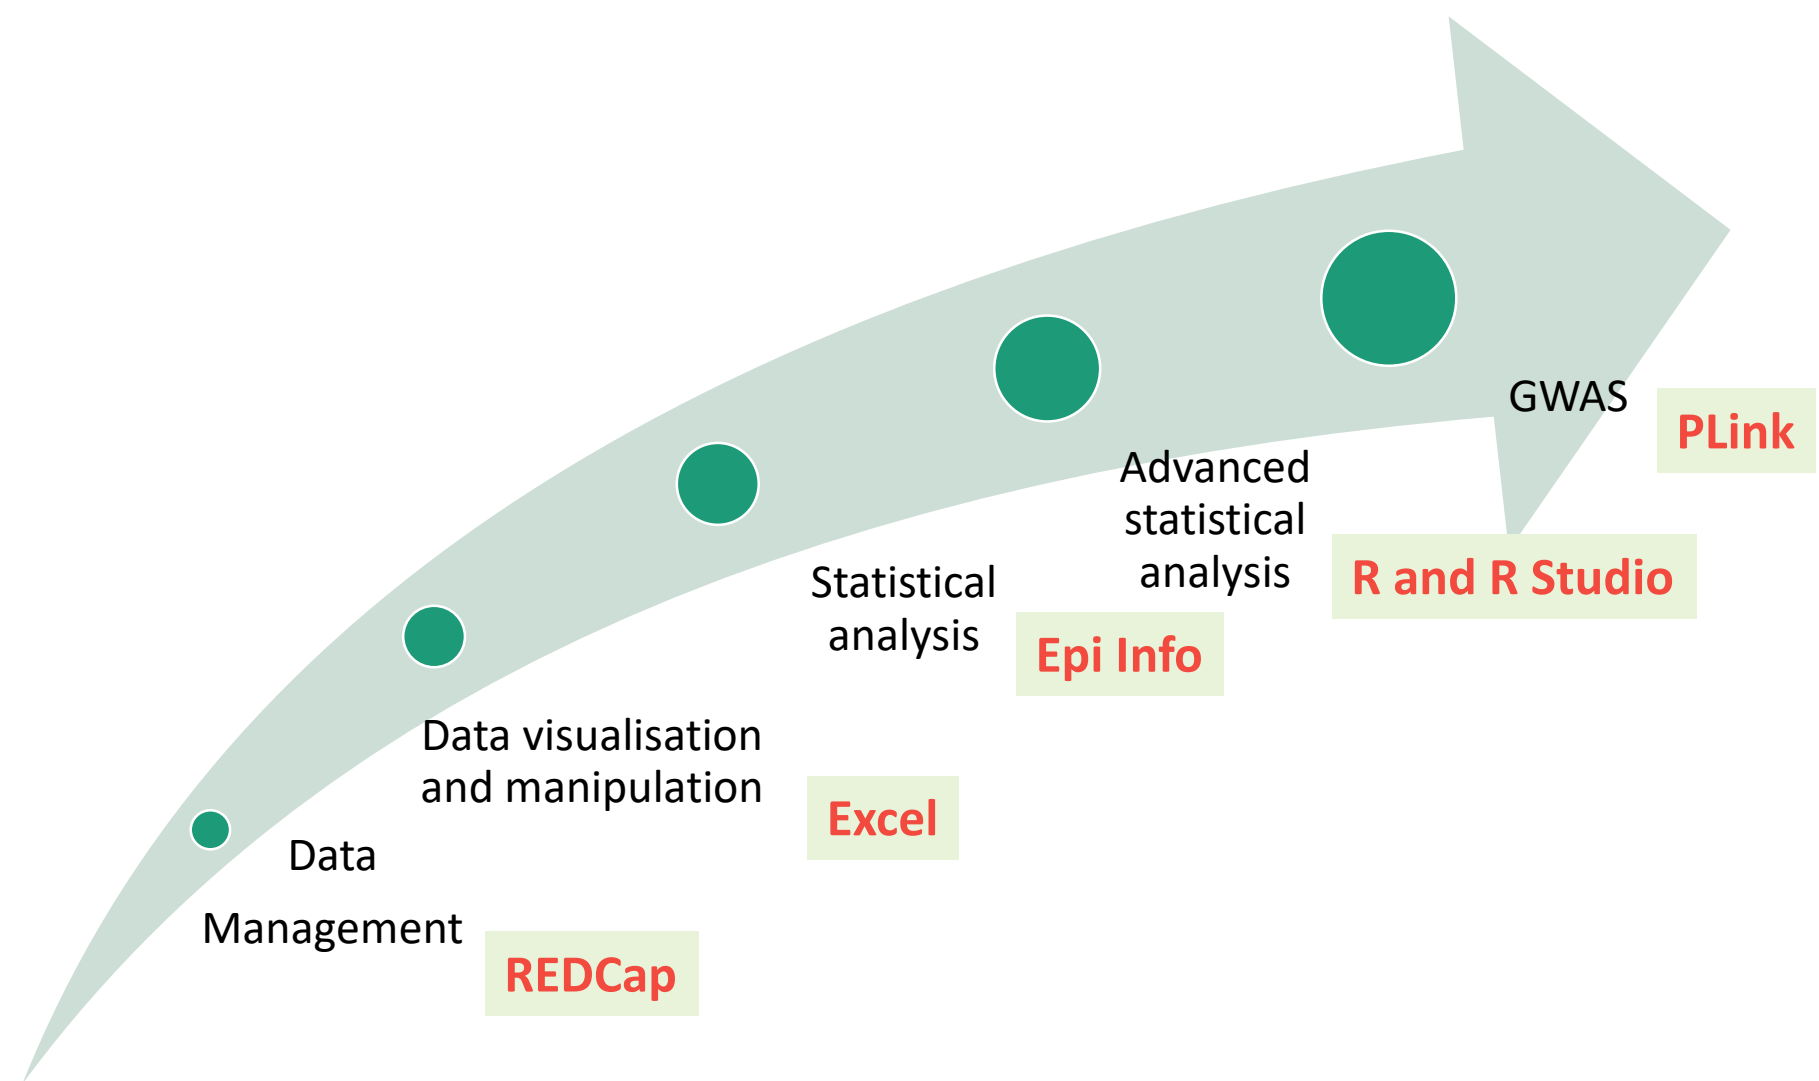 Data
Management
REDCap
Data visualisation
and manipulation
Excel
Statistical
analysis
Epi Info
Advanced
statistical
analysis
R and R Studio
GWAS
PLink